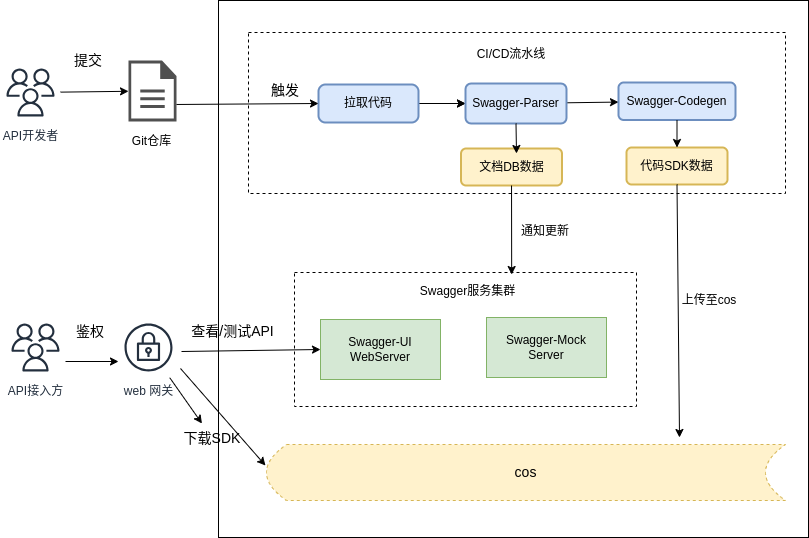 CI/CD流水线
提交
触发
拉取代码
Swagger-Parser
Swagger-Codegen
API开发者
Git仓库
文档DB数据
代码SDK数据
通知更新
Swagger服务集群
上传至cos
鉴权
查看/测试API
Swagger-UI
WebServer
Swagger-Mock
Server
API接入方
web 网关
下载SDK
cos